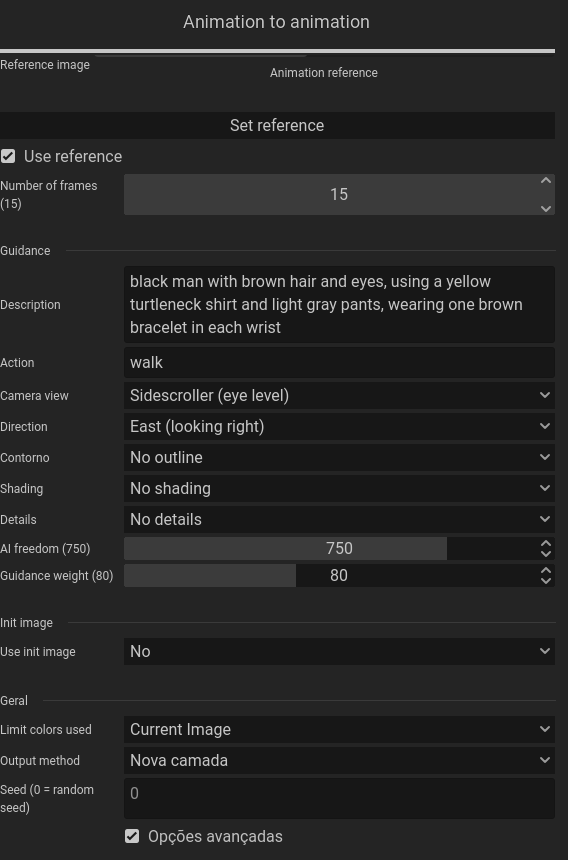 Animation to animation
Reference image
Animation reference
Set reference
Use reference
Number of frames
(15)
15
Guidance
Description
black man with brown hair and eyes, using a yellow
turtleneck shirt and light gray pants, wearing one brown
bracelet in each wrist
Action
walk
Camera view
Sidescroller (eye level)
Direction
East (looking right)
Contorno
No outline
Shading
No shading
Details
No details
AI freedom (750)
750
Guidance weight (80)
80
Init image
Use init image
No
Geral
Limit colors used
Current Image
Output method
Nova camada
Seed (0 = random
seed)
0
Opções avançadas